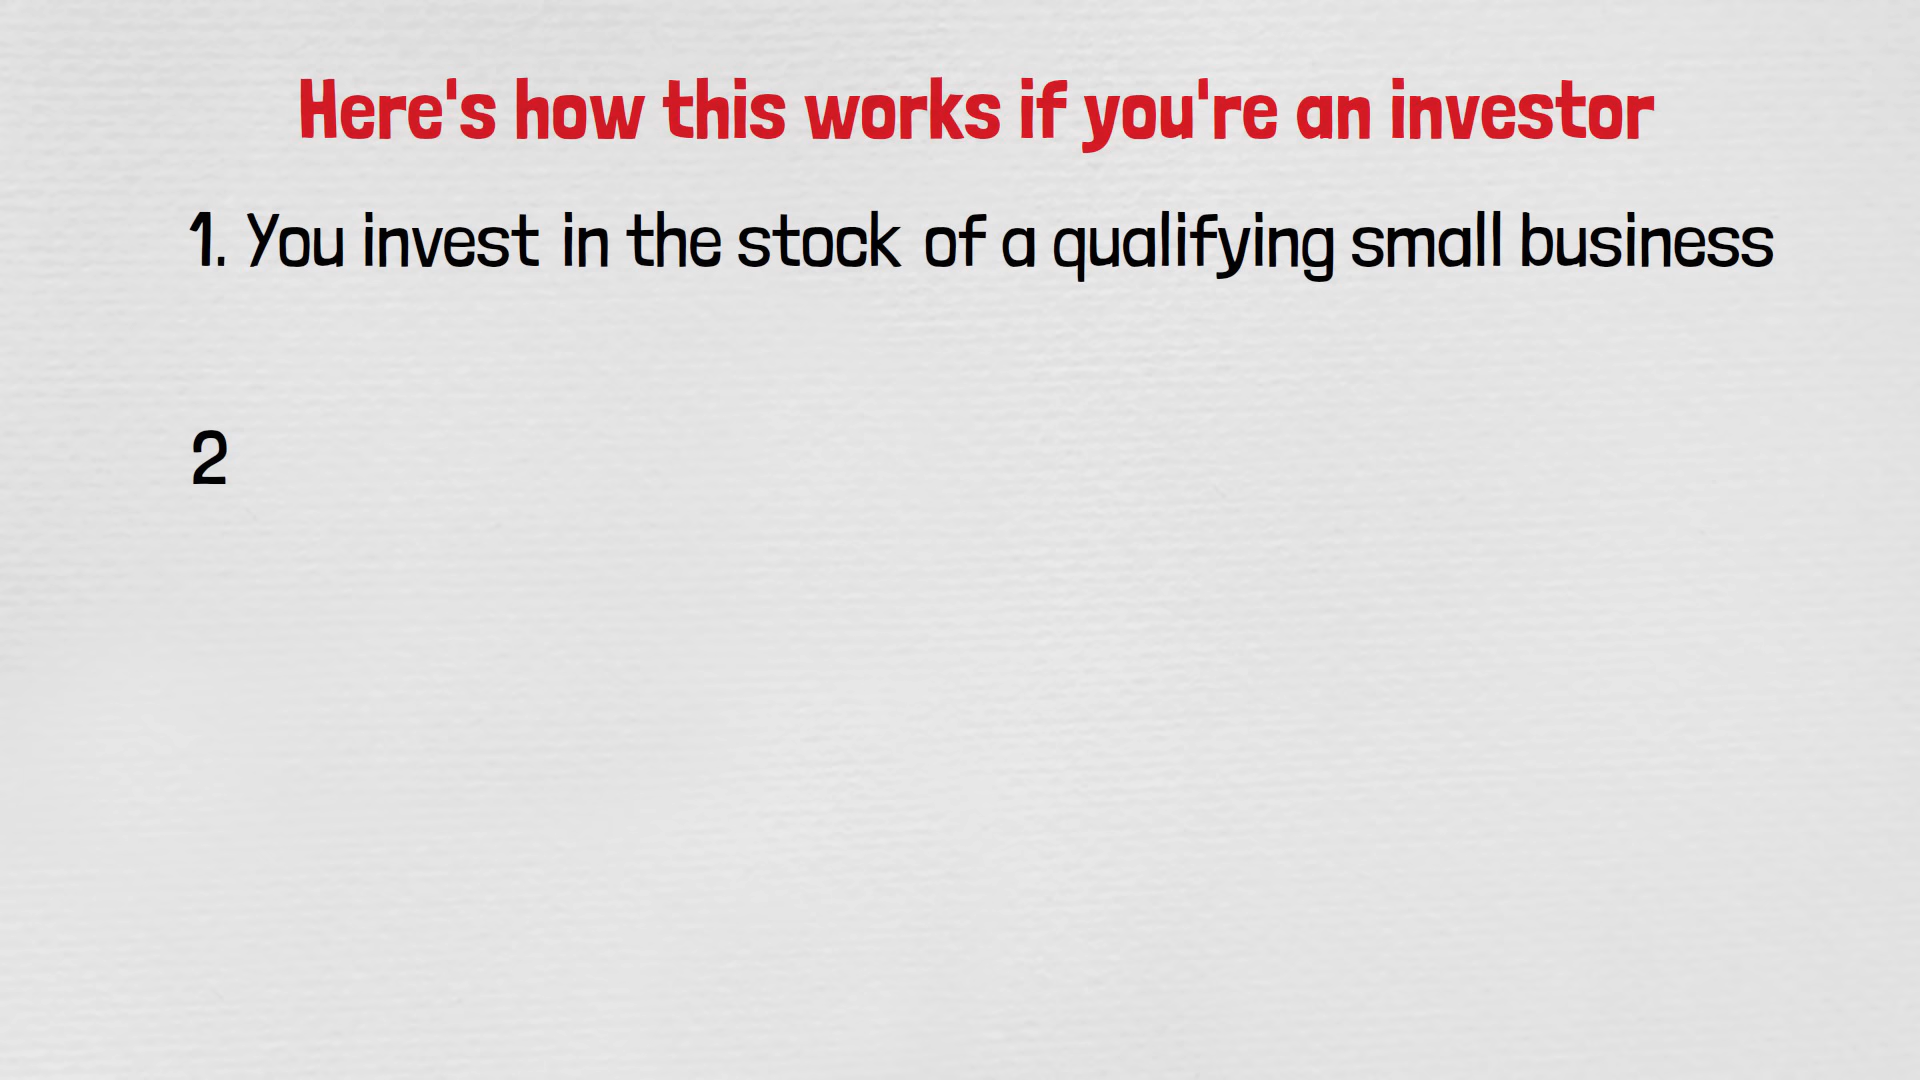 Here's how this works if you're an investor
1. You invest in the stock of a qualifying small business
2